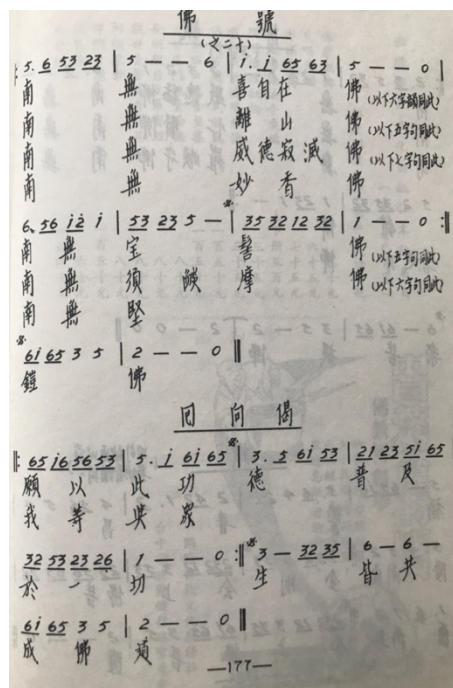 佛 號
(之二十)
5. 6 53 23 | 5 — — 6 | i. i 65 63 | 5 — — 0 |
南 無 喜自在 佛 (以下六字韻同此)
南 無 離 山 佛 (以下五字句同此)
南 無 威德寂滅 佛 (以下七字句同此)
南 無 妙 香 佛
6. 56 i2 i | 53 23 5 — | 35 32 12 32 | 1 — — 0 :||
南 無 宝 髻 佛 (以下五字句同此)
南 無 須 燄 摩 佛 (以下六字句同此)
南 無 堅
6i 65 3 5 | 2 — — 0 ||
鎧 佛
回 向 偈
||: 65 i6 56 53 | 5. i 6i 65 | 3. 5 6i 53 | 21 23 5i 65
願 以 此 功 德 普 及
我 等 與 衆
32 53 23 26 | 1 — — 0 :|| 3 — 32 35 | 6 — 6 —
於 一 切 生 皆 共
6i 65 3 5 | 2 — — 0 ||
成 佛 道
—177—